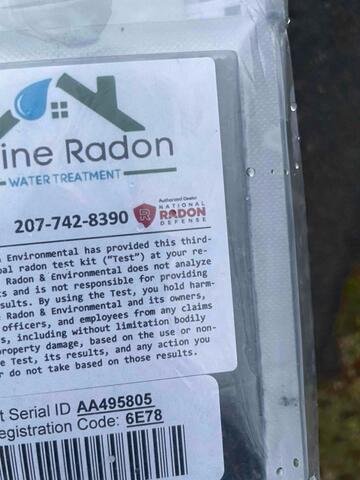 ine Radon
WATER TREATMENT
207-742-8390
Authorized Dealer
NATIONAL
RADON
DEFENSE
Environmental has provided this third-
bal radon test kit ("Test") at your re-
Radon & Environmental does not analyze
ts and is not responsible for providing
sults. By using the Test, you hold harm-
e Radon & Environmental and its owners,
officers, and employees from any claims
s, including without limitation bodily
property damage, based on the use or non-
e Test, its results, and any action you
r do not take based on those results.
t Serial ID AA495805
egistration Code: 6E78